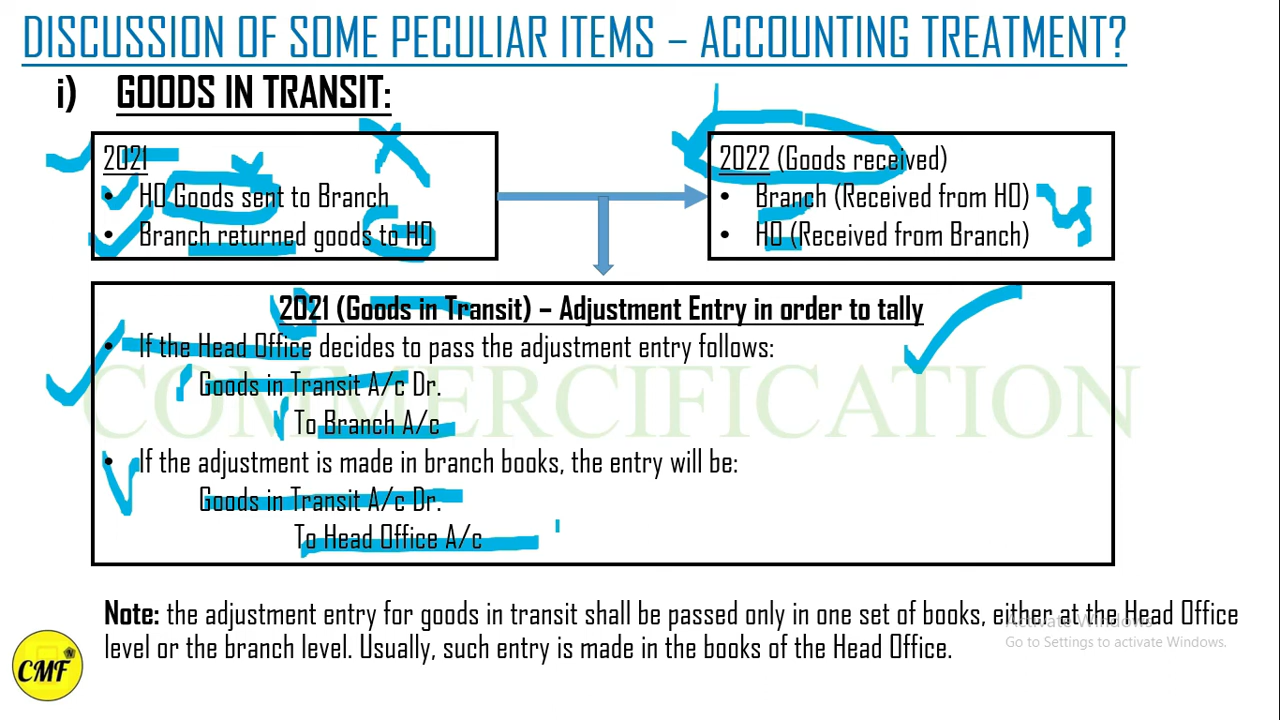 DISCUSSION OF SOME PECULIAR ITEMS – ACCOUNTING TREATMENT?
i) GOODS IN TRANSIT:
2021
• HO Goods sent to Branch
• Branch returned goods to HO
2022 (Goods received)
• Branch (Received from HO)
• HO (Received from Branch)
2021 (Goods in Transit) – Adjustment Entry in order to tally
• If the Head Office decides to pass the adjustment entry follows:
Goods in Transit A/c Dr.
To Branch A/c
• If the adjustment is made in branch books, the entry will be:
Goods in Transit A/c Dr.
To Head Office A/c
COMMERCIFICATION
Note: the adjustment entry for goods in transit shall be passed only in one set of books, either at the Head Office
level or the branch level. Usually, such entry is made in the books of the Head Office.
Activate Windows
Go to Settings to activate Windows.
CMF